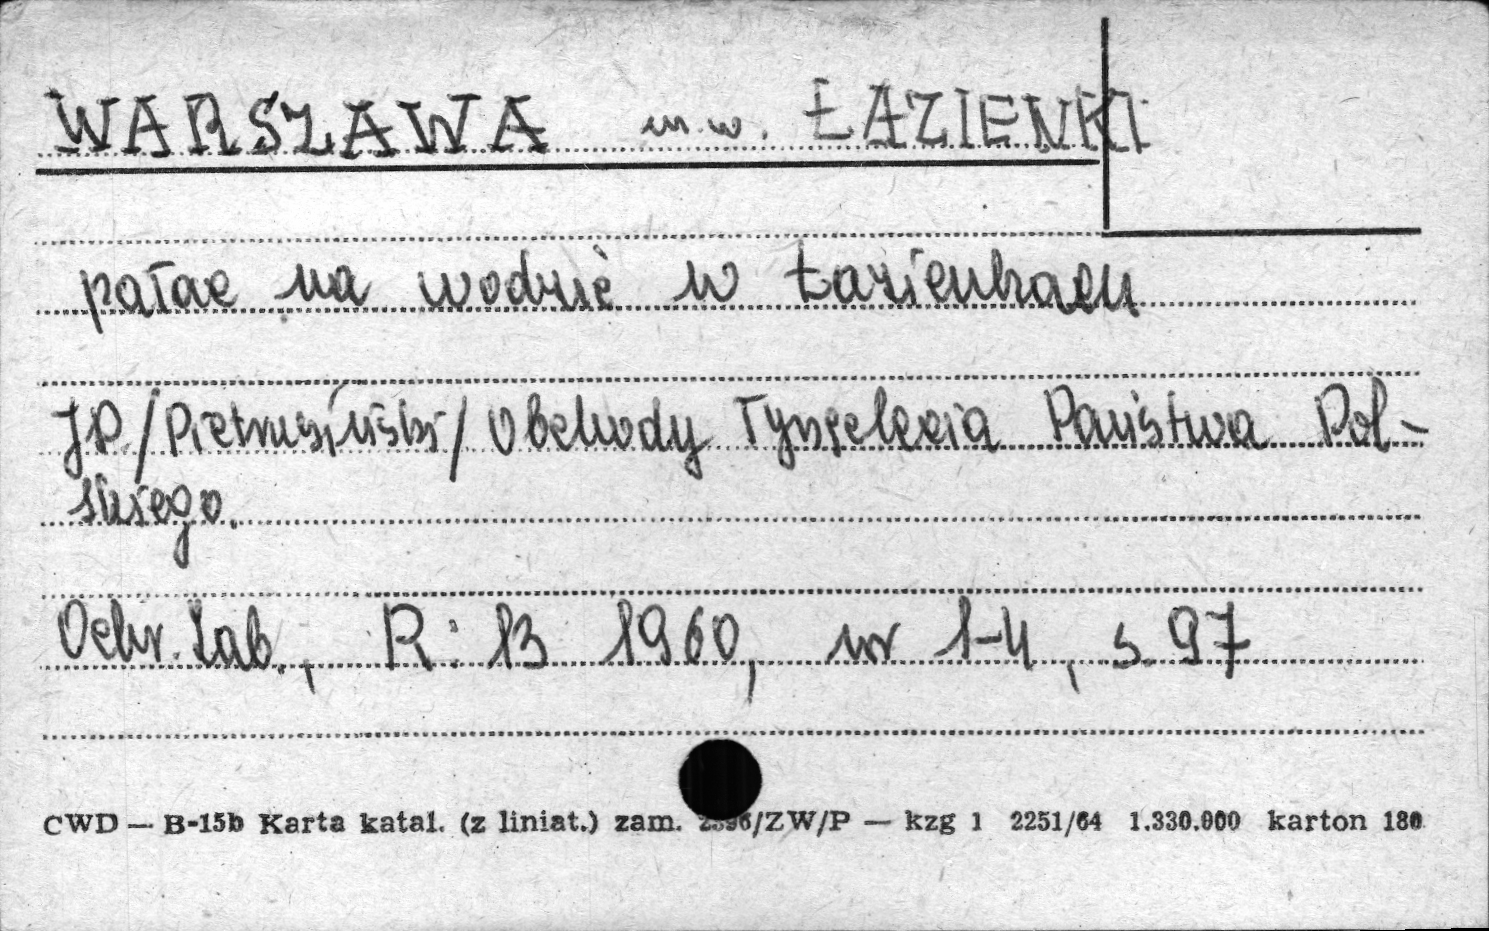 WARSZAWA m.w. ŁAZIENKI
pałac na wodzie w Łazienkach
JP/Pietrusiński/ Obchody Tysiąclecia Państwa Pol-
skiego.
Ochr. Zab., R: 13 1960, nr 1-4, s. 97
CWD — B-15b Karta katal. (z liniat.) zam. 2396/ZW/P — kzg 1 2251/64 1.330.000 karton 180